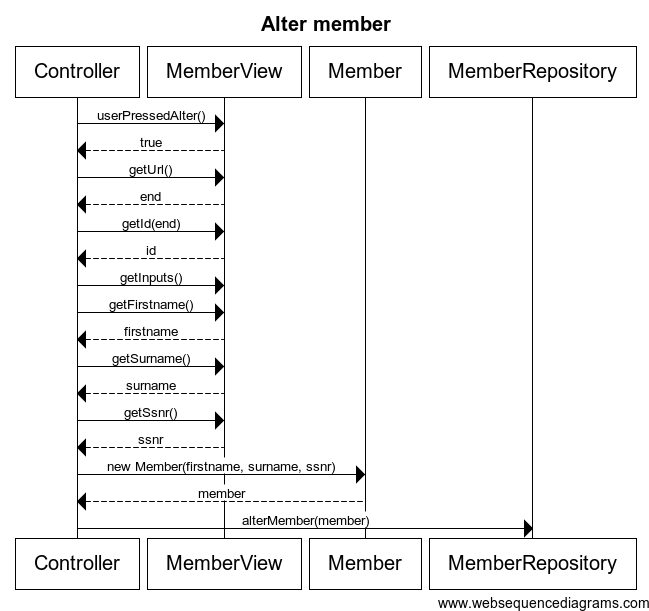 Alter member
Controller MemberView Member MemberRepository
userPressedAlter()
true
getUrl()
end
getId(end)
id
getInputs()
getFirstname()
firstname
getSurname()
surname
getSsnr()
ssnr
new Member(firstname, surname, ssnr)
member
alterMember(member)
Controller MemberView Member MemberRepository
www.websequencediagrams.com